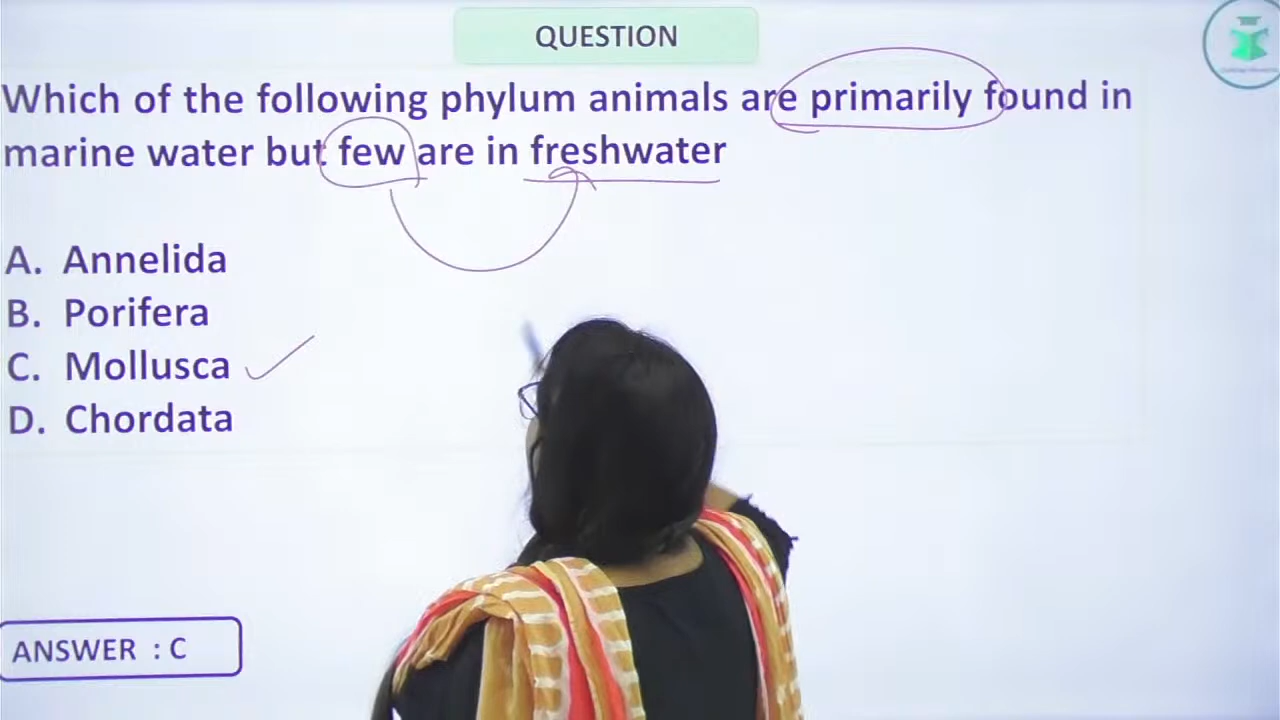 QUESTION
Which of the following phylum animals are primarily found in
marine water but few are in freshwater
A. Annelida
B. Porifera
C. Mollusca
D. Chordata
ANSWER : C